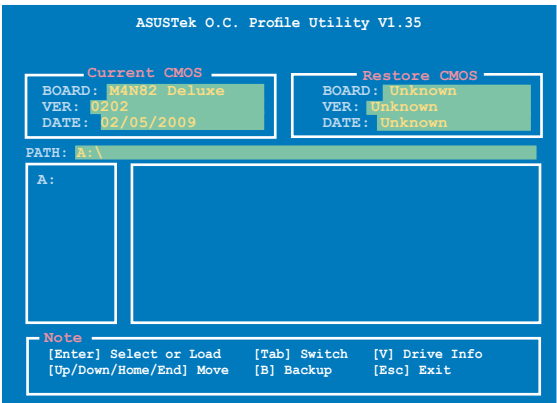 ASUSTek O.C. Profile Utility V1.35
Current CMOS
BOARD: M4N82 Deluxe
VER: 0202
DATE: 02/05/2009
Restore CMOS
BOARD: Unknown
VER: Unknown
DATE: Unknown
PATH: A:\
A:
Note
[Enter] Select or Load [Tab] Switch [V] Drive Info
[Up/Down/Home/End] Move [B] Backup [Esc] Exit